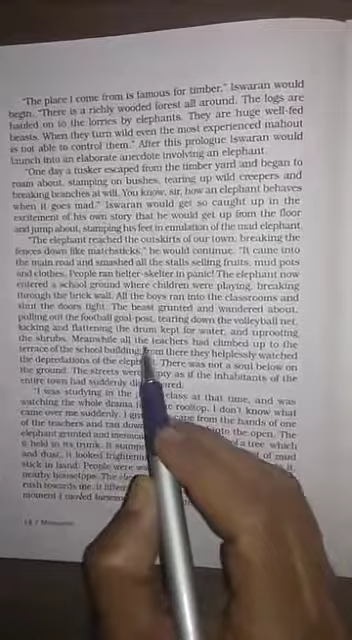 "The place I come from is famous for timber," Iswaran would
begin. "There is a richly wooded forest all around. The logs are
hauled on to the lorries by elephants. They are huge well-fed
beasts. When they turn wild even the most experienced mahout
is not able to control them." After this prologue Iswaran would
launch into an elaborate anecdote involving an elephant.
"One day a tusker escaped from the timber yard and began to
roam about, stamping on bushes, tearing up wild creepers and
breaking branches at will. You know, sir, how an elephant behaves
when it goes mad." Iswaran would get so caught up in the
excitement of his own story that he would get up from the floor
and jump about, stamping his feet in emulation of the mad elephant.
"The elephant reached the outskirts of our town, breaking the
fences down like matchsticks," he would continue. "It came into
the main road and smashed all the stalls selling fruits, mud pots
and clothes. People ran helter-skelter in panic! The elephant now
entered a school ground where children were playing, breaking
through the brick wall. All the boys ran into the classrooms and
shut the doors tight. The beast grunted and wandered about,
pulling out the football goal-post, tearing down the volleyball net,
kicking and flattening the drum kept for water, and uprooting
the shrubs. Meanwhile all the teachers had climbed up to the
terrace of the school building; from there they helplessly watched
the depredations of the There was not a soul below on
the ground. The streets were as if the inhabitants of the
entire town had suddenly
"I was studying in the class at that time, and was
watching the whole drama rooftop. I don't know what
came over me suddenly. I from the hands of one
of the teachers and ran down into the open. The
elephant grunted and of a tree which
it held in its trunk. It of mud
and dust. It looked
stick in hand. People were
nearby housetops. The
rush towards me. It
moment I moved